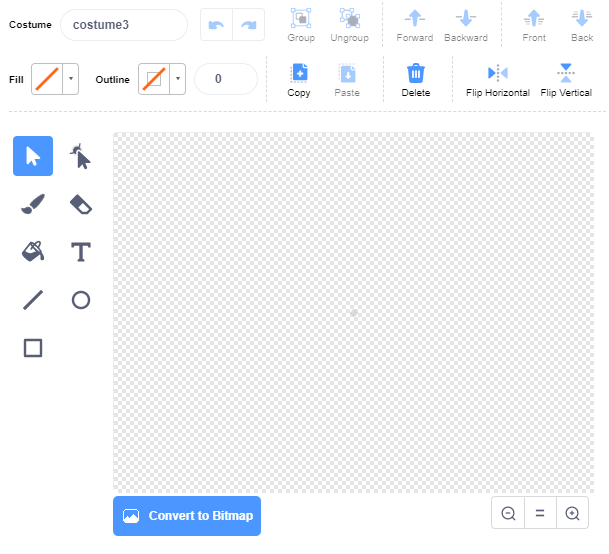 Costume costume3 Group Ungroup Forward Backward Front Back
Fill Outline 0 Copy Paste Delete Flip Horizontal Flip Vertical
Convert to Bitmap